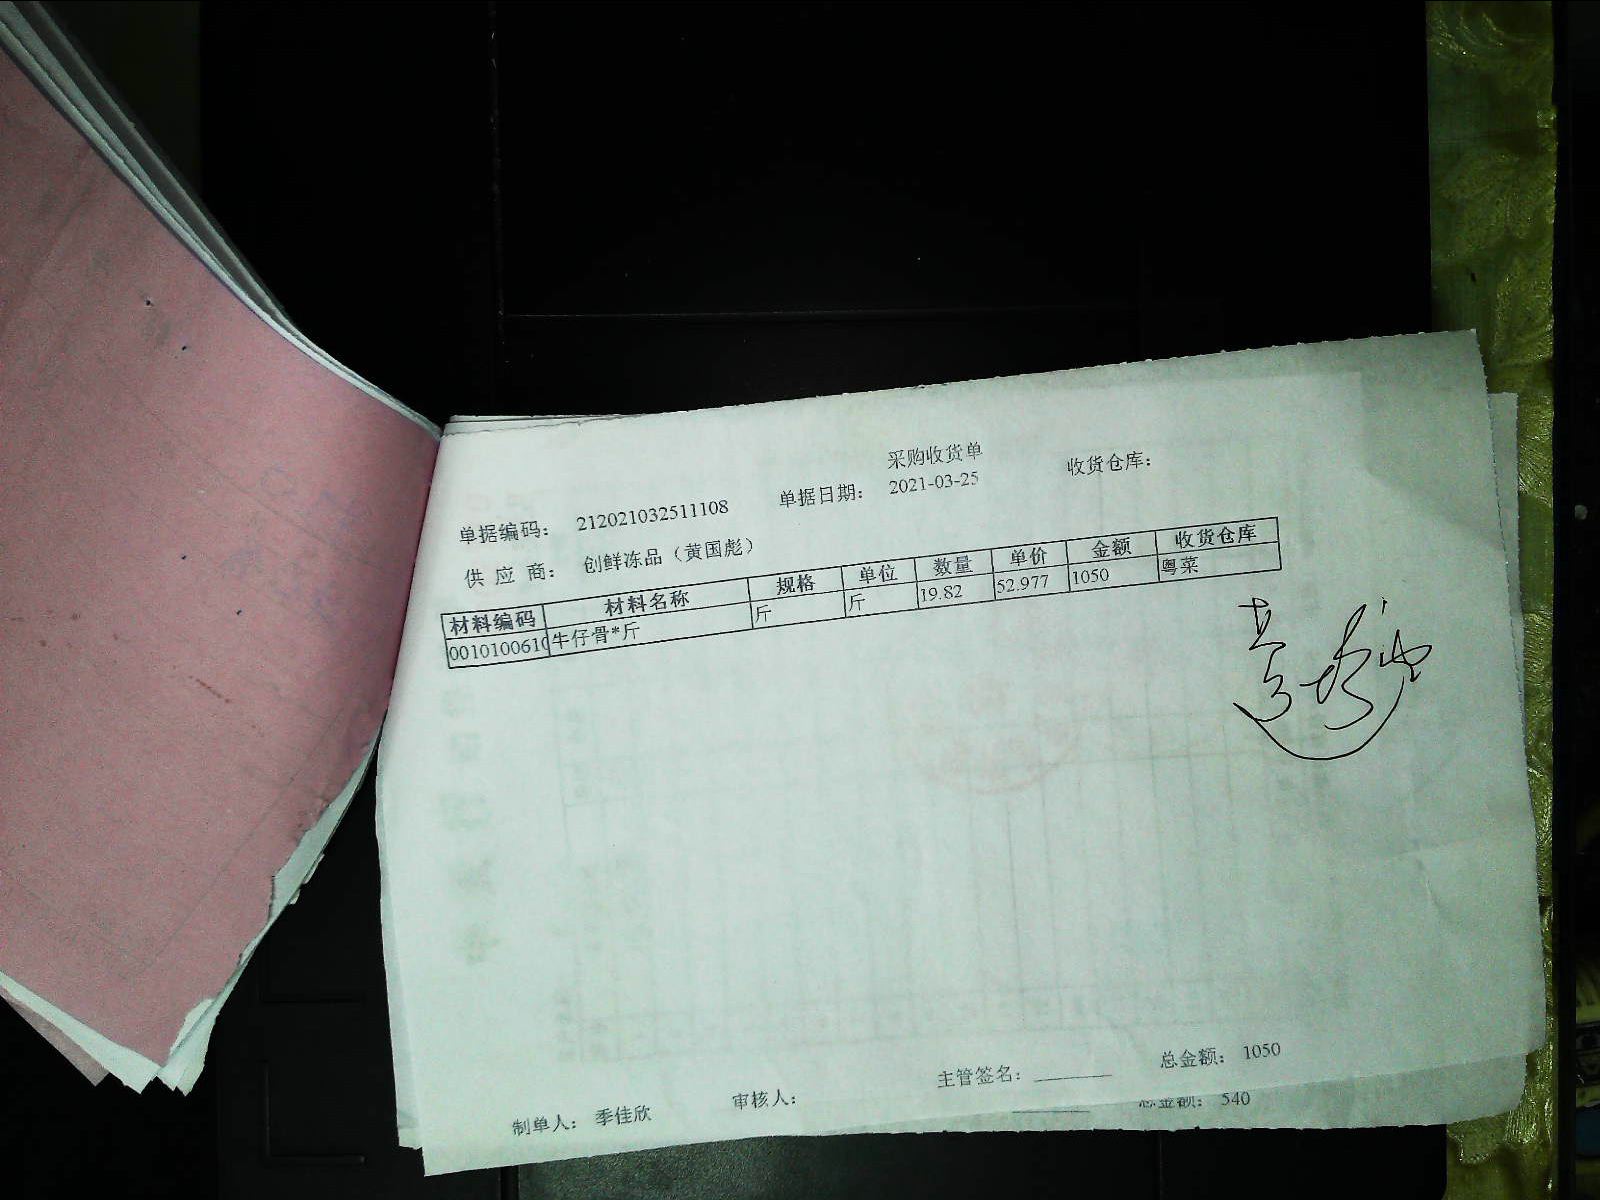 采购收货单
单据编码： 212021032511108 单据日期： 2021-03-25 收货仓库：
供 应 商： 创鲜冻品（黄国彪）
材料编码 材料名称 规格 单位 数量 单价 金额 收货仓库
0010100610 牛仔骨*斤 斤 斤 19.82 52.977 1050 粤菜
制单人： 季佳欣 审核人： 主管签名： 总金额： 1050
总金额： 540